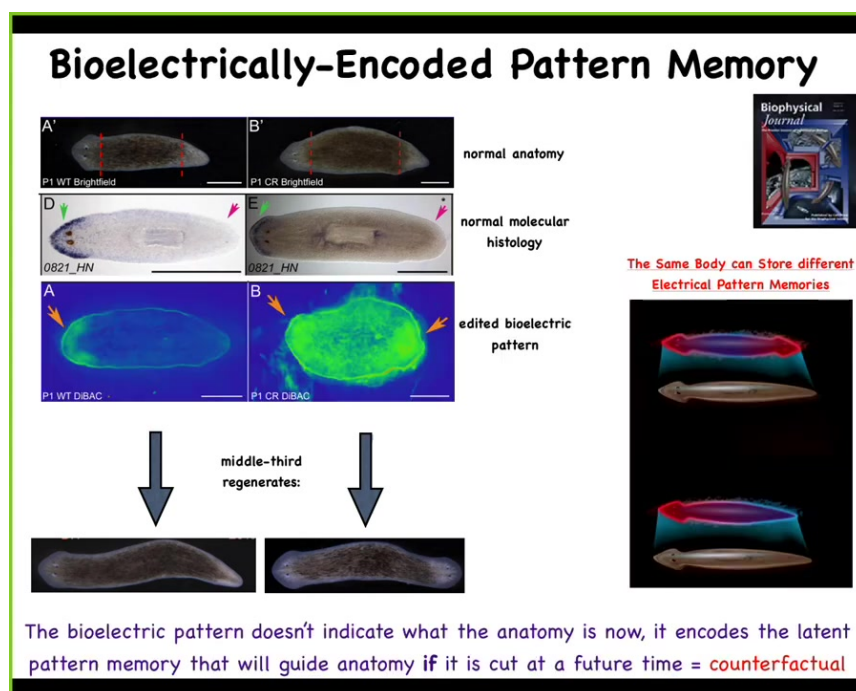 Bioelectrically-Encoded Pattern Memory
A'
B'
P1 WT Brightfield
P1 CR Brightfield
normal anatomy
Biophysical
Journal
D
E
*
0821_HN
0821_HN
normal molecular
histology
The Same Body can Store different
Electrical Pattern Memories
A
B
P1 WT DiBAC
P1 CR DiBAC
edited bioelectric
pattern
middle-third
regenerates:
The bioelectric pattern doesn't indicate what the anatomy is now, it encodes the latent
pattern memory that will guide anatomy if it is cut at a future time = counterfactual